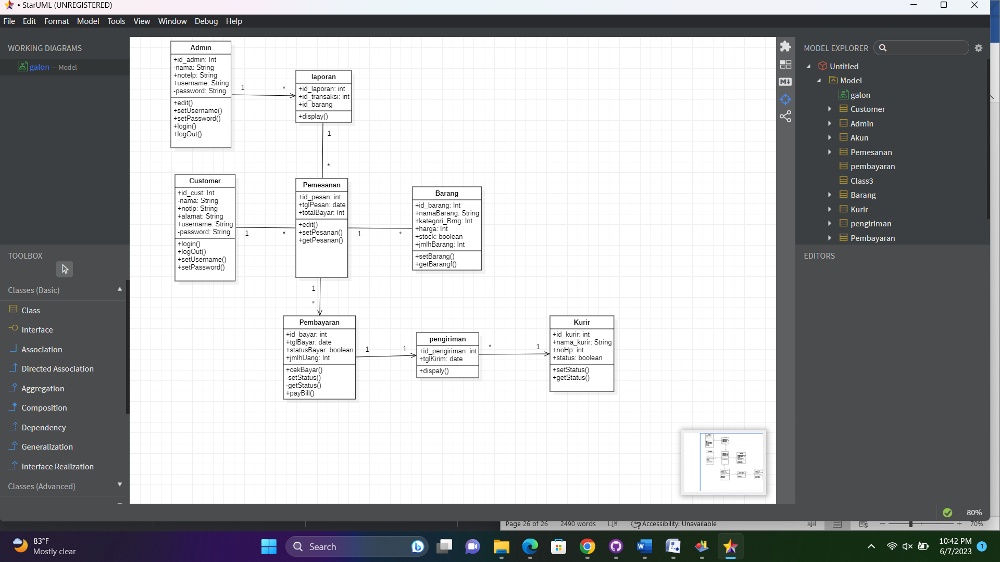 • StarUML (UNREGISTERED)
File Edit Format Model Tools View Window Debug Help
WORKING DIAGRAMS
galon — Model
TOOLBOX
Classes (Basic)
Class
Interface
Association
Directed Association
Aggregation
Composition
Dependency
Generalization
Interface Realization
Classes (Advanced)
Admin
+id_admin: Int
-nama: String
+notelp: String
+username: String
-password: String
+edit()
+setUsername()
+setPassword()
+login()
+logOut()
1
*
laporan
+id_laporan: int
+id_transaksi: int
+id_barang
+display()
1
*
Customer
+id_cust: Int
-nama: String
+notlp: String
+alamat: String
+username: String
-password: String
+login()
+logOut()
+setUsername()
+setPassword()
1
*
Pemesanan
+id_pesan: int
+tglPesan: date
+totalBayar: Int
+edit()
+setPesanan()
+getPesanan()
1
*
Barang
+id_barang: Int
+namaBarang: String
+kategori_Brng: Int
+harga: Int
+stock: boolean
+jmlhBarang: Int
+setBarang()
+getBarangf()
1
*
Pembayaran
+id_bayar: int
+tglBayar: date
+statusBayar: boolean
+jmlhUang: Int
+cekBayar()
-setStatus()
-getStatus()
+payBill()
1
1
pengiriman
+id_pengiriman: int
+tglKirim: date
+dispaly()
*
1
Kurir
+id_kurir: int
+nama_kurir: String
+noHp: int
+status: boolean
+setStatus()
+getStatus()
MODEL EXPLORER
Untitled
Model
galon
Customer
Admin
Akun
Pemesanan
pembayaran
Class3
Barang
Kurir
pengiriman
Pembayaran
EDITORS
80%
Page 26 of 26 2490 words Accessibility: Unavailable 70%
83°F
Mostly clear
Search
10:42 PM
6/7/2023
1